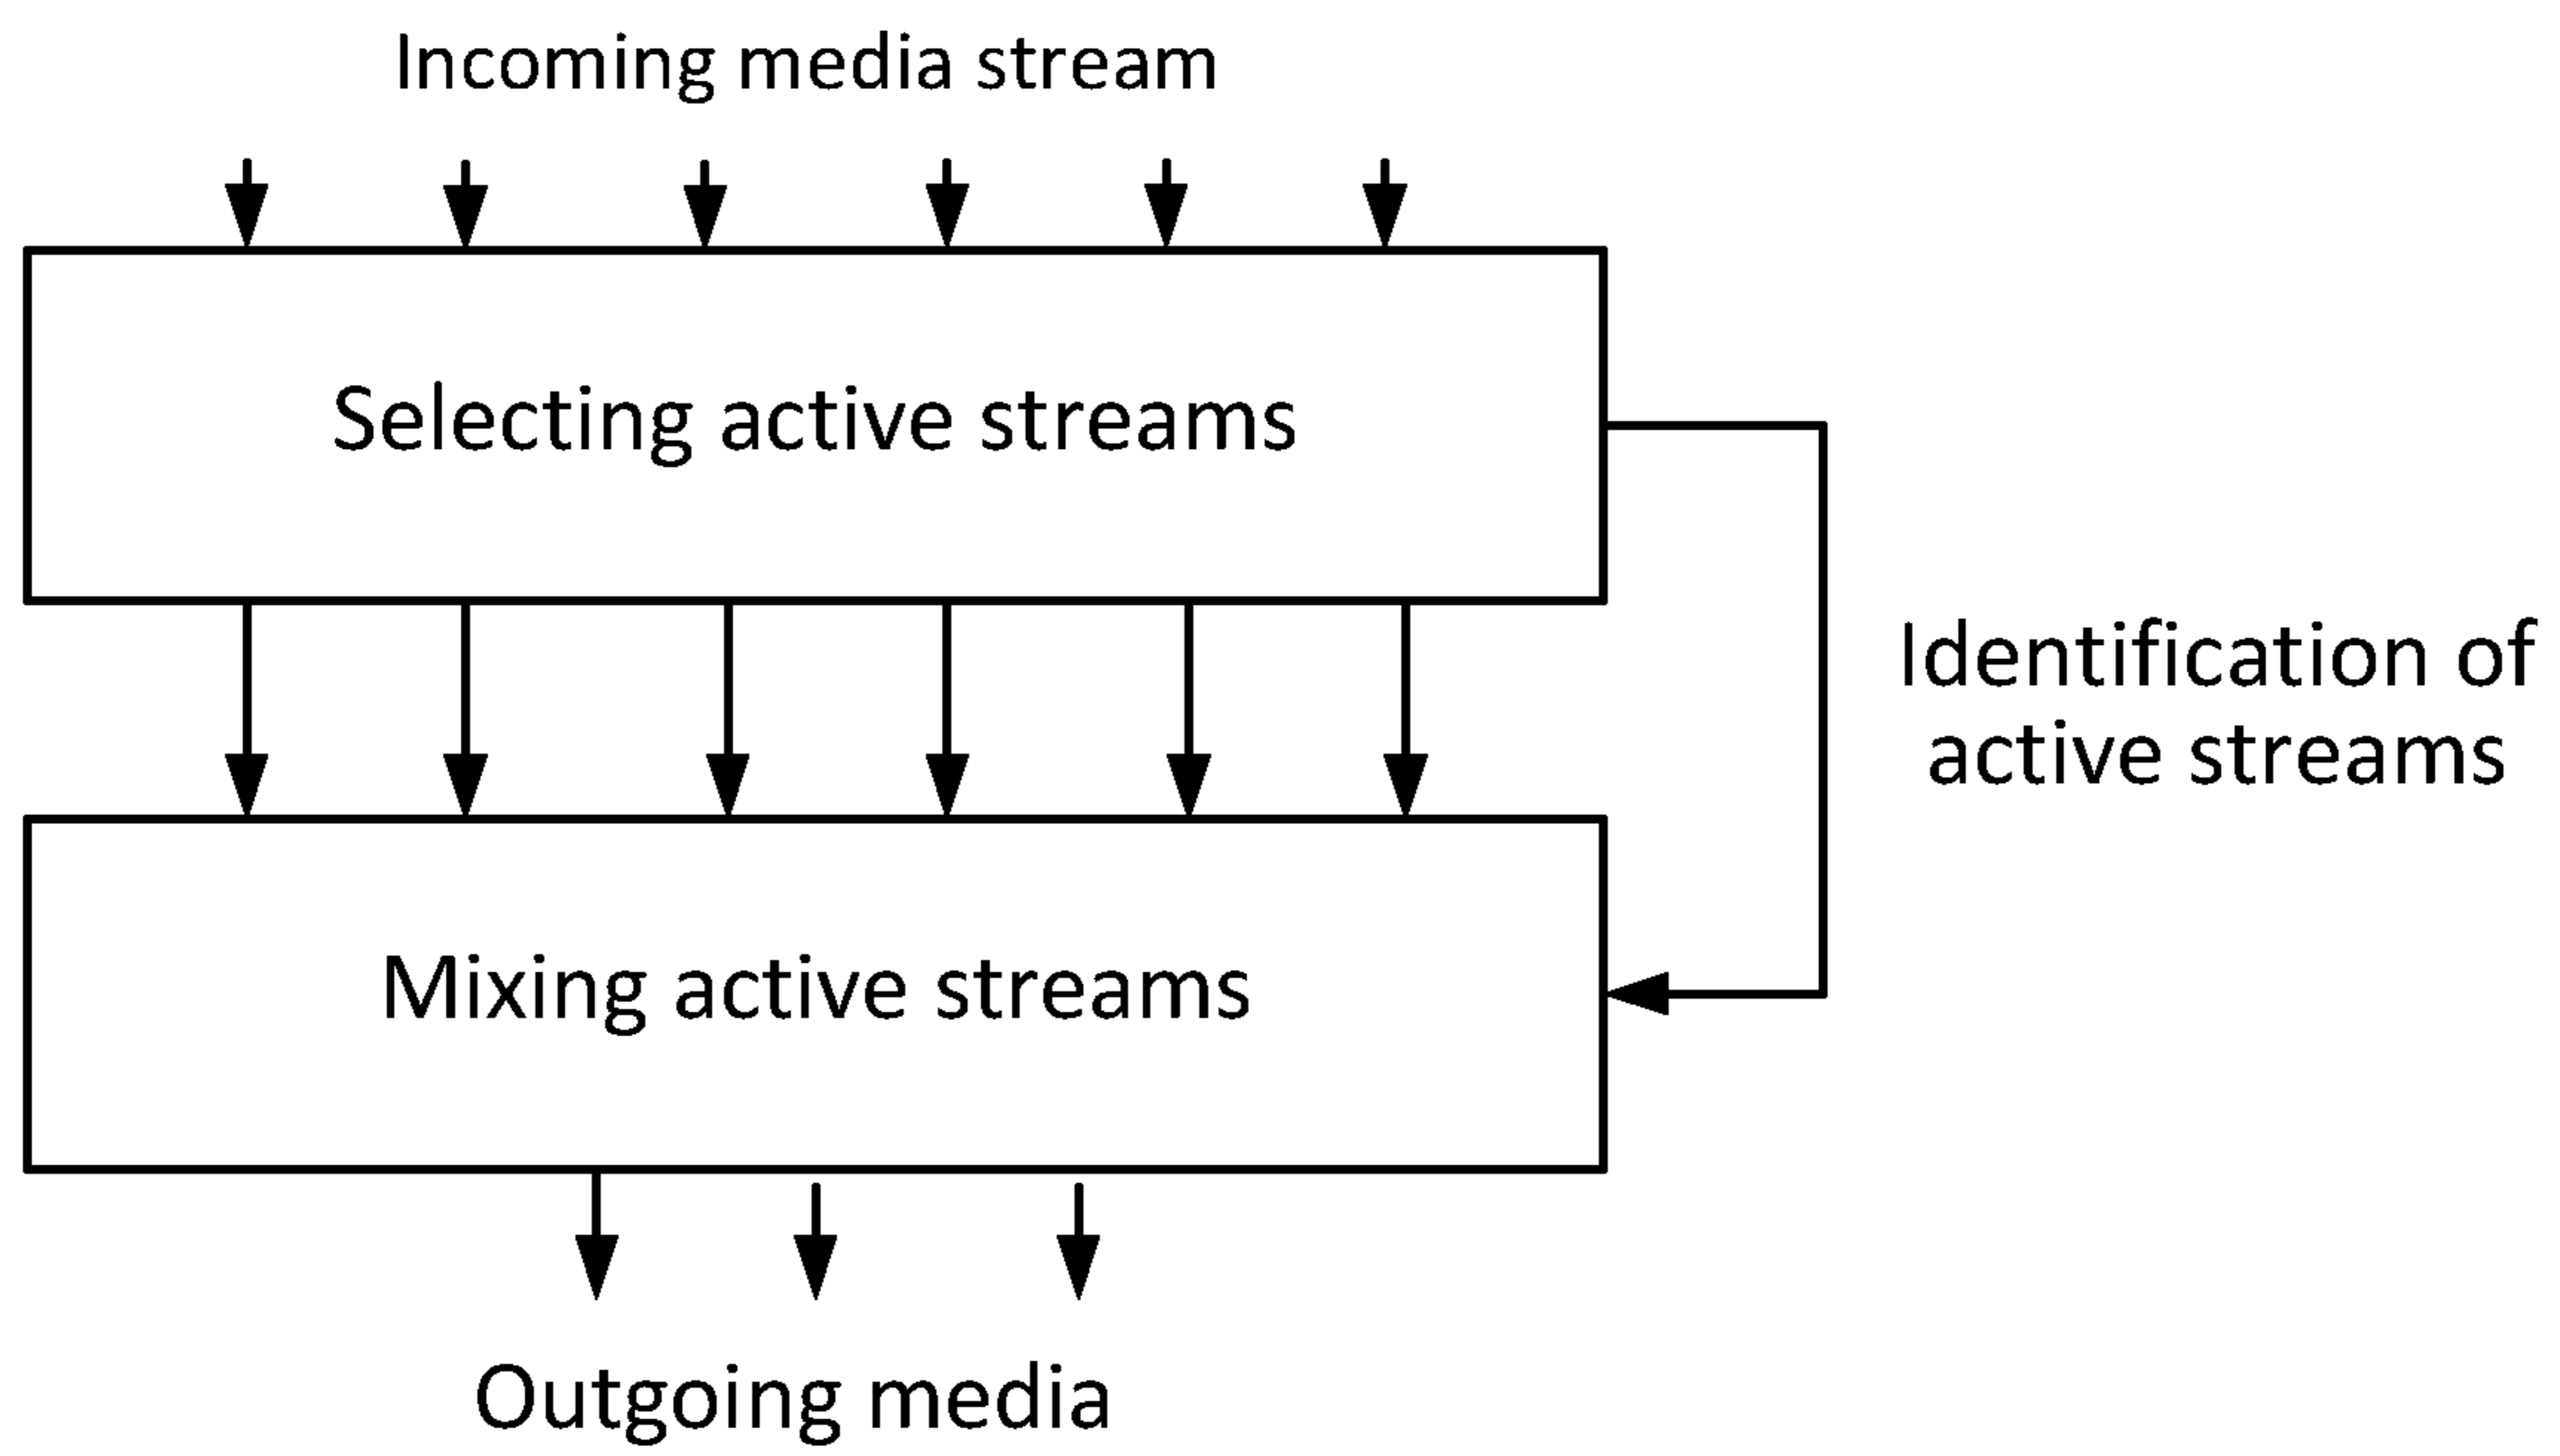 Incoming media stream
Selecting active streams
Identification of
active streams
Mixing active streams
Outgoing media